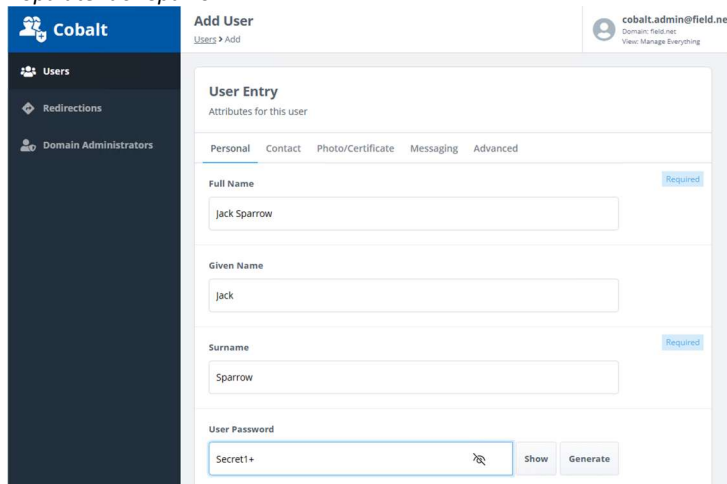 Cobalt
Add User
Users > Add
cobalt.admin@field.ne
Domain: field.net
View: Manage Everything
Users
Redirections
Domain Administrators
User Entry
Attributes for this user
Personal Contact Photo/Certificate Messaging Advanced
Full Name Required
Jack Sparrow
Given Name
Jack
Surname Required
Sparrow
User Password
Secret1+ Show Generate